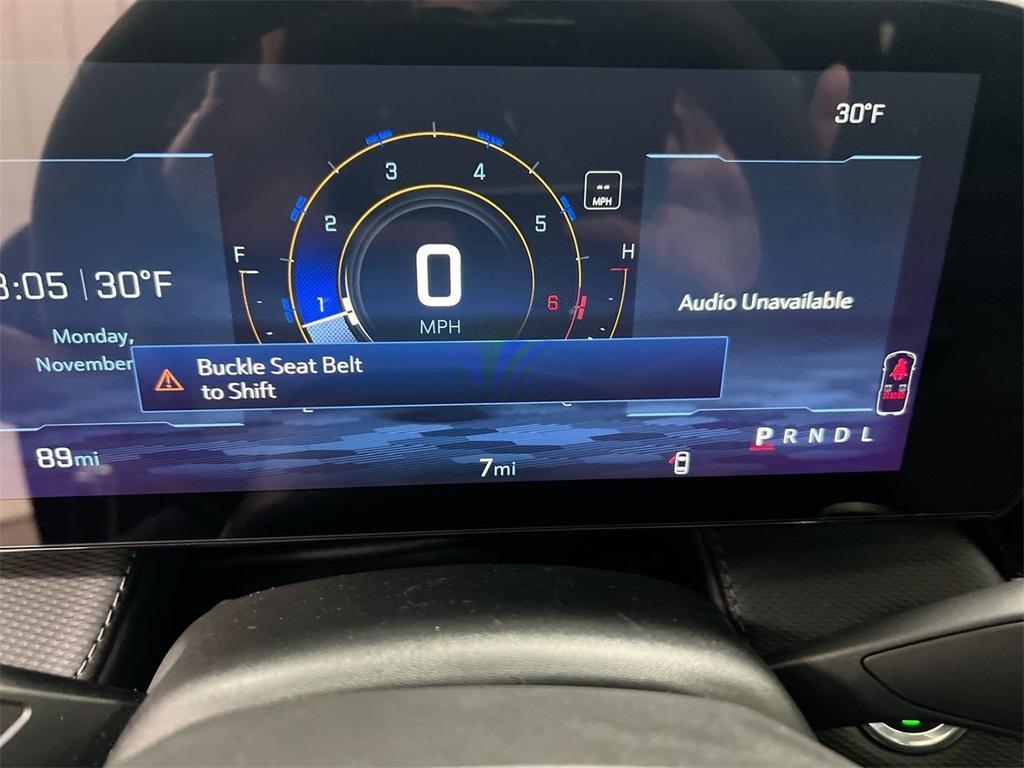 30°F
3
4
2
5
1
6
F
H
-- MPH
0
MPH
:05 | 30°F
Monday,
November
Audio Unavailable
Buckle Seat Belt
to Shift
P R N D L
89mi
7mi